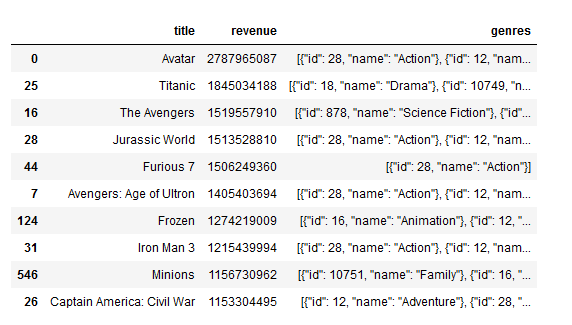 title revenue genres
0 Avatar 2787965087 [{"id": 28, "name": "Action"}, {"id": 12, "nam...
25 Titanic 1845034188 [{"id": 18, "name": "Drama"}, {"id": 10749, "n...
16 The Avengers 1519557910 [{"id": 878, "name": "Science Fiction"}, {"id"...
28 Jurassic World 1513528810 [{"id": 28, "name": "Action"}, {"id": 12, "nam...
44 Furious 7 1506249360 [{"id": 28, "name": "Action"}]
7 Avengers: Age of Ultron 1405403694 [{"id": 28, "name": "Action"}, {"id": 12, "nam...
124 Frozen 1274219009 [{"id": 16, "name": "Animation"}, {"id": 12, "...
31 Iron Man 3 1215439994 [{"id": 28, "name": "Action"}, {"id": 12, "nam...
546 Minions 1156730962 [{"id": 10751, "name": "Family"}, {"id": 16, "...
26 Captain America: Civil War 1153304495 [{"id": 12, "name": "Adventure"}, {"id": 28, "...